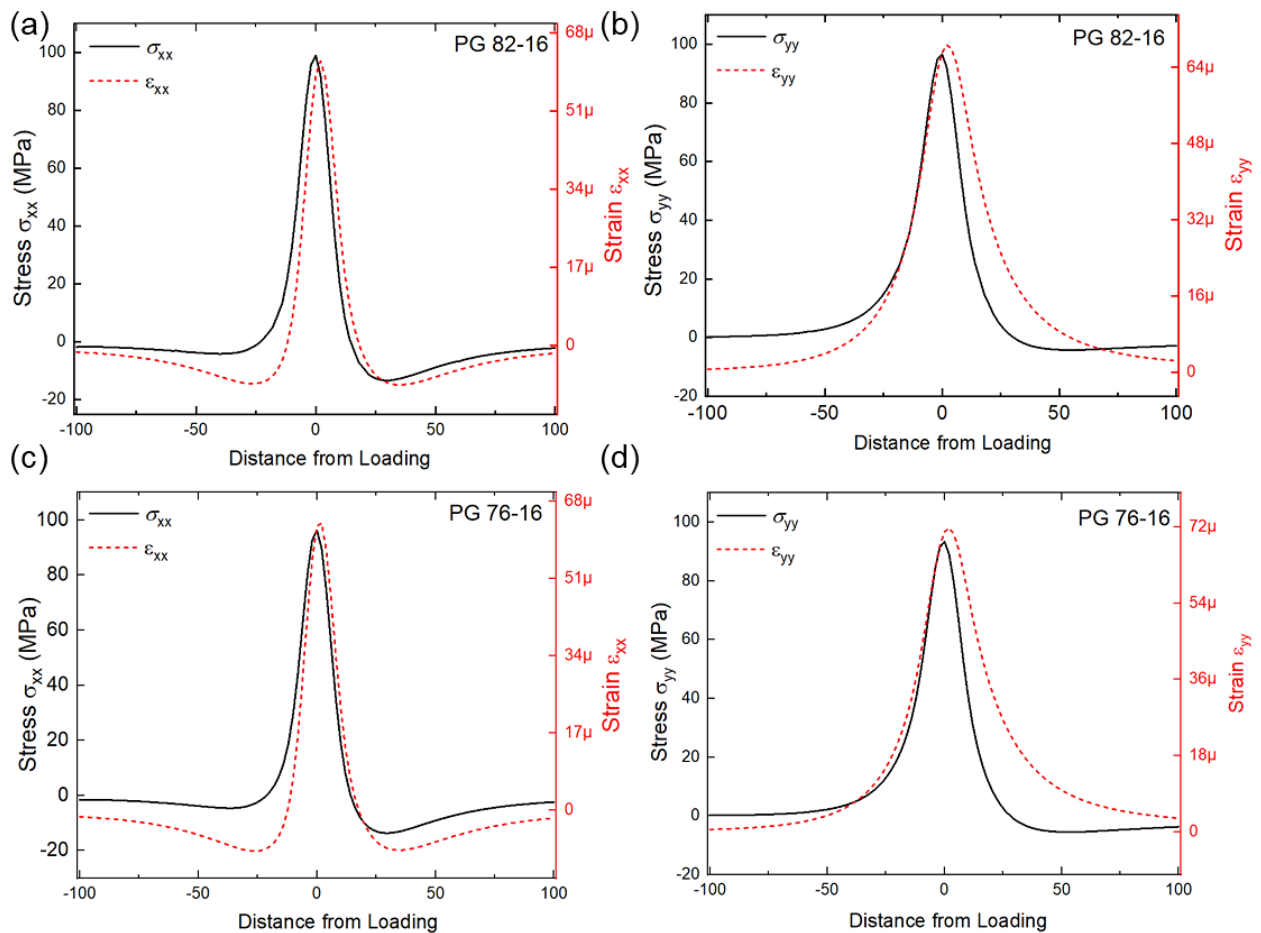 (a)
σxx
εxx
PG 82-16
Stress σxx (MPa)
100
80
60
40
20
0
-20
68μ
51μ
34μ
17μ
0
Strain εxx
-100
-50
0
50
100
Distance from Loading
(b)
σyy
εyy
PG 82-16
Stress σyy (MPa)
100
80
60
40
20
0
-20
64μ
48μ
32μ
16μ
0
Strain εyy
-100
-50
0
50
100
Distance from Loading
(c)
σxx
εxx
PG 76-16
Stress σxx (MPa)
100
80
60
40
20
0
-20
68μ
51μ
34μ
17μ
0
Strain εxx
-100
-50
0
50
100
Distance from Loading
(d)
σyy
εyy
PG 76-16
Stress σyy (MPa)
100
80
60
40
20
0
-20
72μ
54μ
36μ
18μ
0
Strain εyy
-100
-50
0
50
100
Distance from Loading